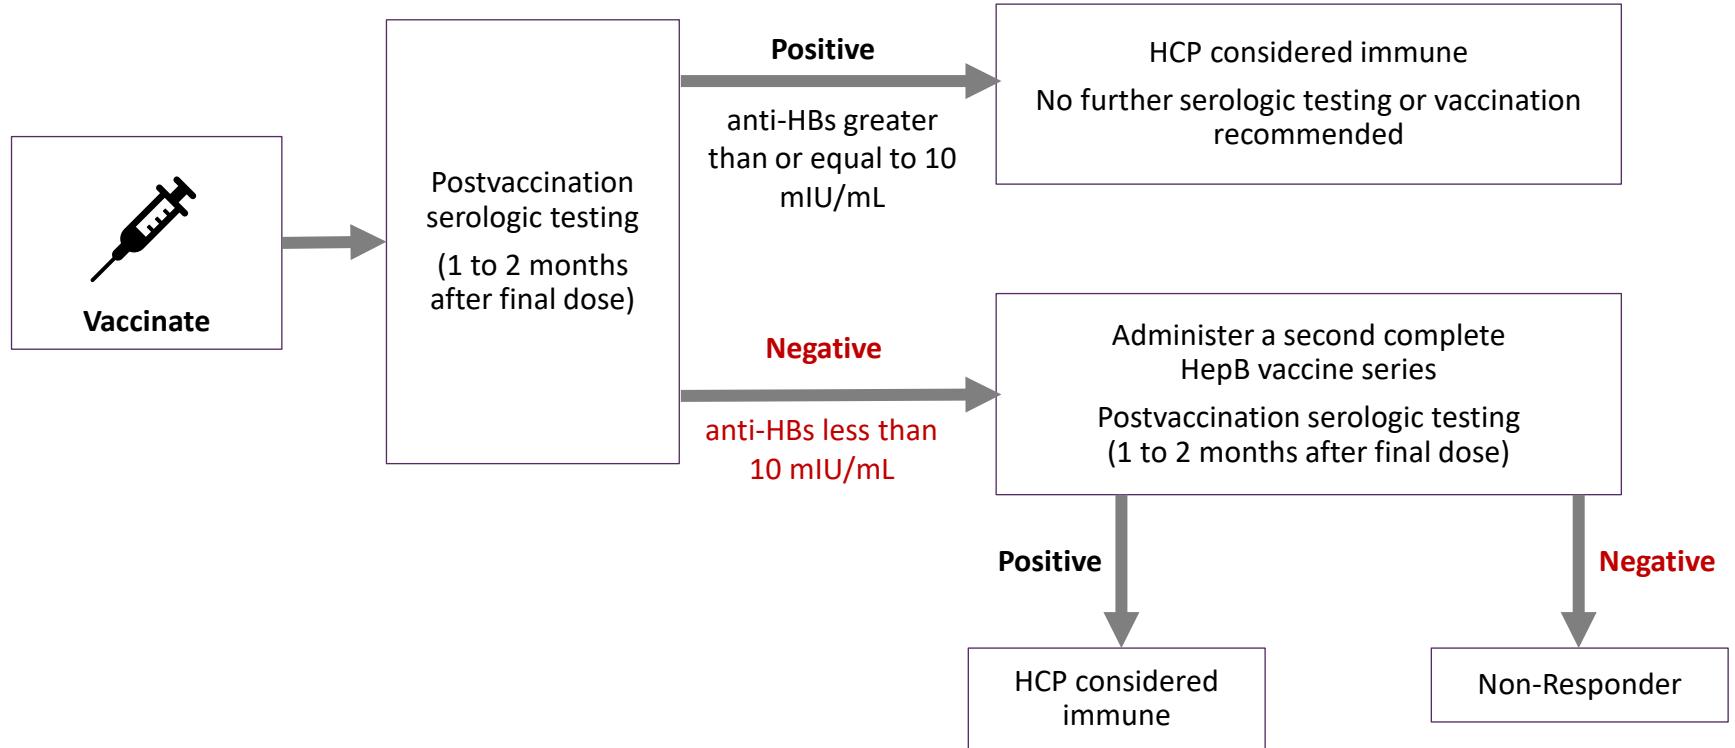 Vaccinate
Postvaccination
serologic testing
(1 to 2 months
after final dose)
Positive
anti-HBs greater
than or equal to 10
mIU/mL
HCP considered immune
No further serologic testing or vaccination
recommended
Negative
anti-HBs less than
10 mIU/mL
Administer a second complete
HepB vaccine series
Postvaccination serologic testing
(1 to 2 months after final dose)
Positive
Negative
HCP considered
immune
Non-Responder